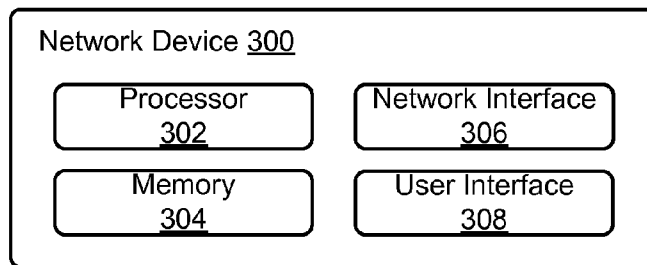 Network Device 300
Processor
302
Network Interface
306
Memory
304
User Interface
308